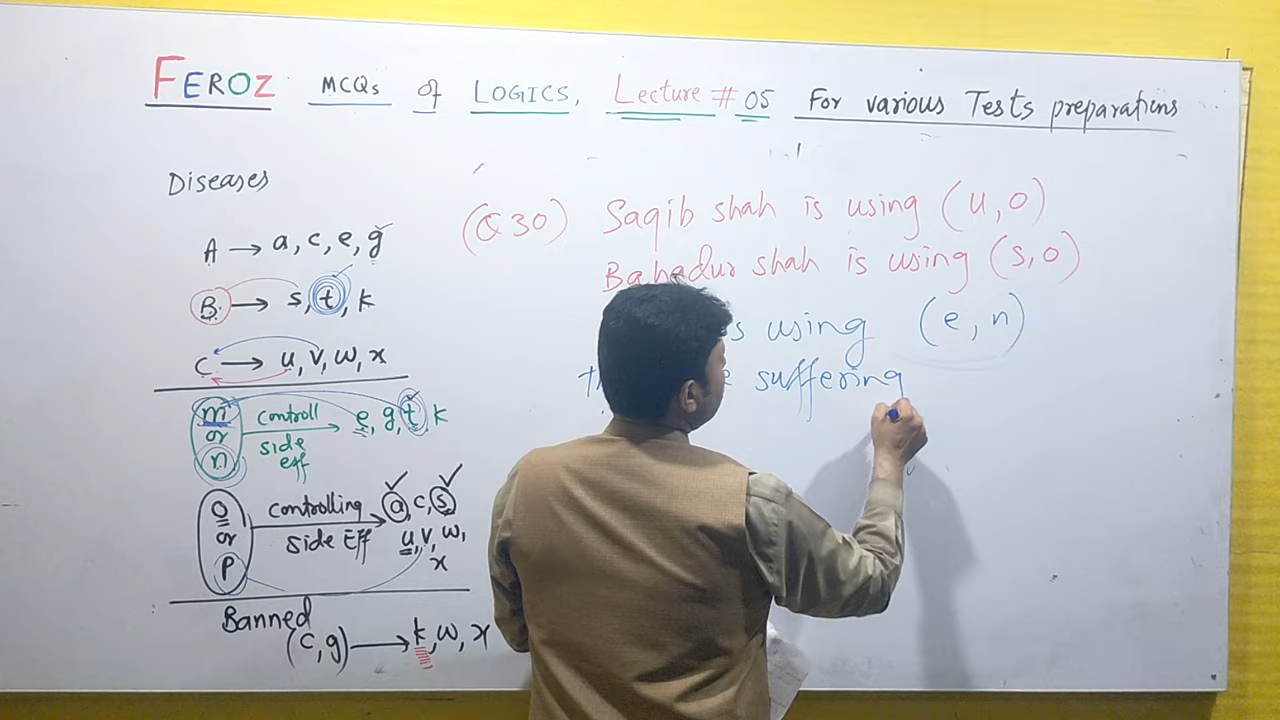 FEROZ MCQs of LOGICS, Lecture # 05 For various Tests preparations
Diseases
A → a, c, e, g
B → s, t, k
C → u, v, w, x
m or n controll side eff → e, g, t k
o or p controlling side Eff → a, c, s u, v, w, x
Banned
(c, g) → k, w, x
(Q30) Saqib shah is using (u, o)
Bahadur shah is using (s, o)
using (e, n)
suffering